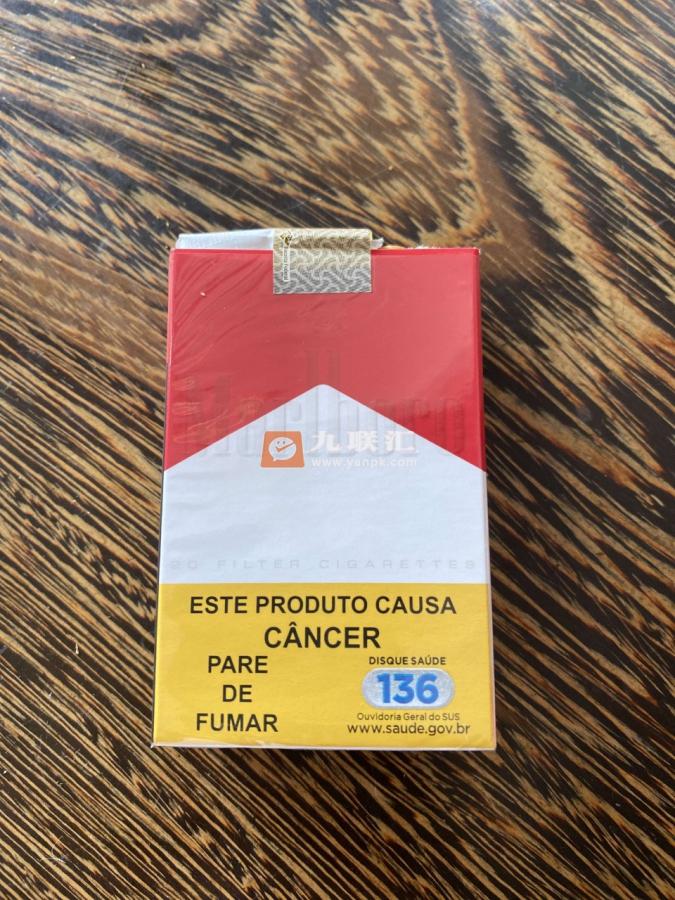 Marlboro
九联汇
www.yanpk.com
20 FILTER CIGARETTES
ESTE PRODUTO CAUSA
CÂNCER
PARE
DE
FUMAR
DISQUE SAÚDE
136
Ouvidoria Geral do SUS
www.saude.gov.br